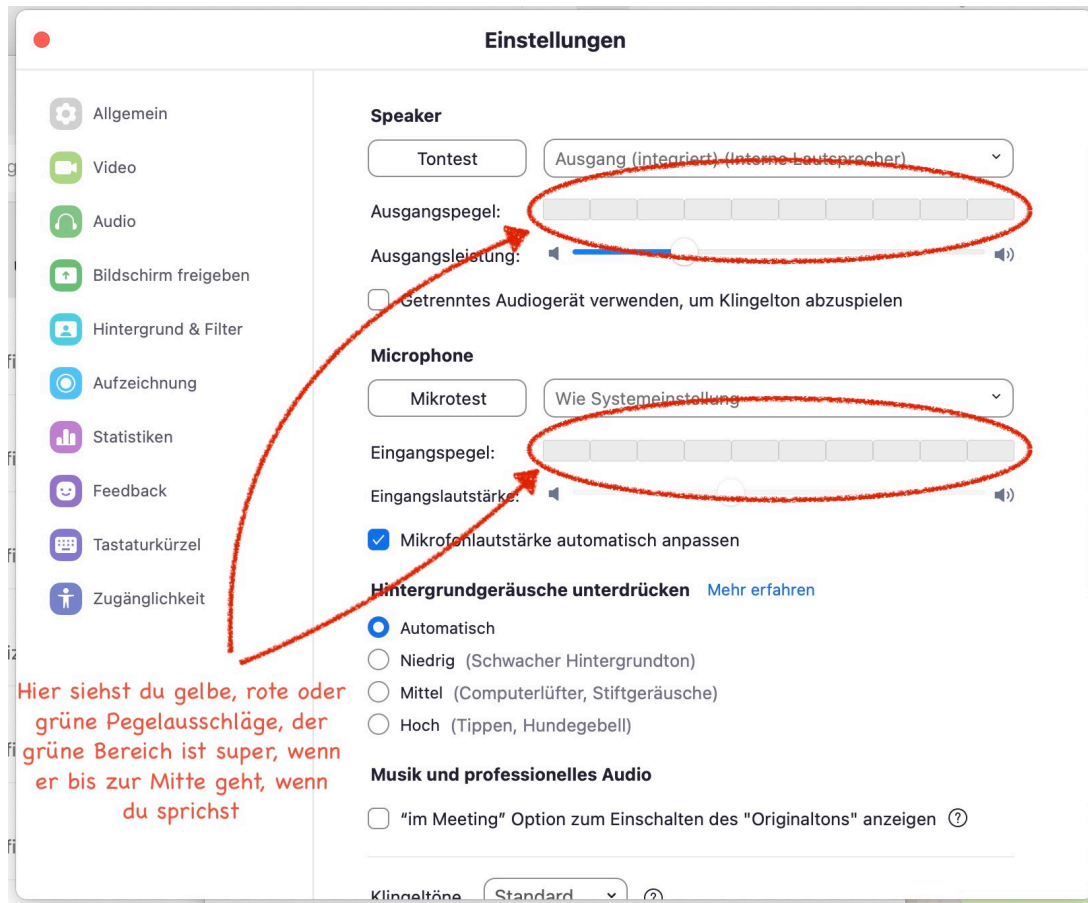 Einstellungen
Allgemein
Video
Audio
Bildschirm freigeben
Hintergrund & Filter
Aufzeichnung
Statistiken
Feedback
Tastaturkürzel
Zugänglichkeit
Hier siehst du gelbe, rote oder
grüne Pegelausschläge, der
grüne Bereich ist super, wenn
er bis zur Mitte geht, wenn
du sprichst
Speaker
Tontest Ausgang (integriert) (Interne Lautsprecher)
Ausgangspegel:
Ausgangsleistung:
Getrenntes Audiogerät verwenden, um Klingelton abzuspielen
Microphone
Mikrotest Wie Systemeinstellung
Eingangspegel:
Eingangslautstärke:
Mikrofonlautstärke automatisch anpassen
Hintergrundgeräusche unterdrücken Mehr erfahren
Automatisch
Niedrig (Schwacher Hintergrundton)
Mittel (Computerlüfter, Stiftgeräusche)
Hoch (Tippen, Hundegebell)
Musik und professionelles Audio
“im Meeting” Option zum Einschalten des "Originaltons" anzeigen ?
Klingeltöne Standard ?